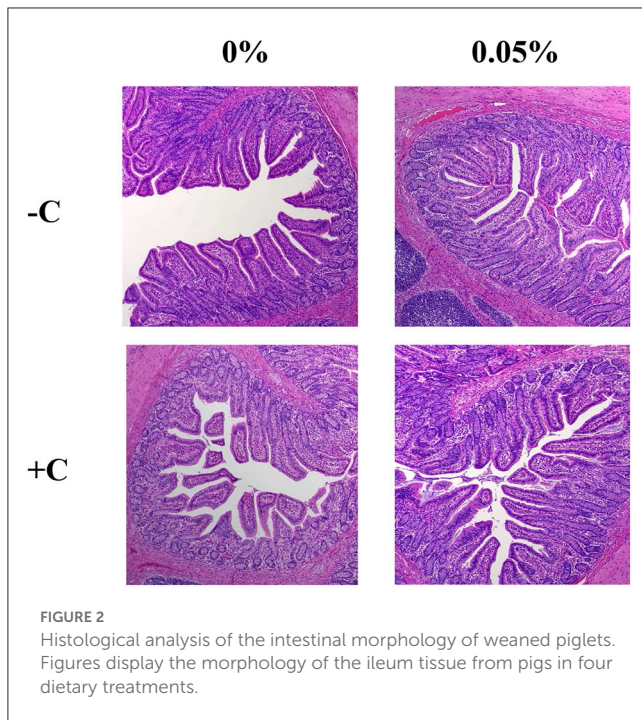 0% 0.05%
-C
+C
FIGURE 2
Histological analysis of the intestinal morphology of weaned piglets.
Figures display the morphology of the ileum tissue from pigs in four
dietary treatments.